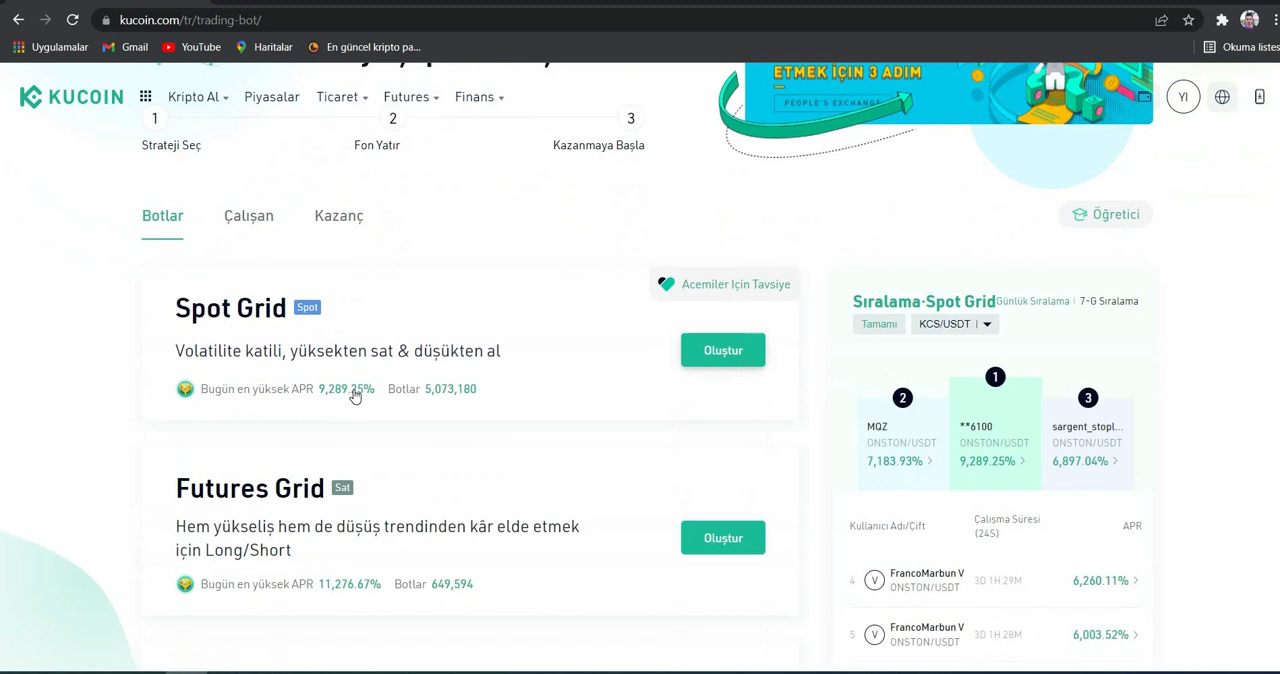 kucoin.com/tr/trading-bot/
Uygulamalar Gmail YouTube Haritalar En güncel kripto pa... Okuma listes
ETMEK İÇİN 3 ADIM
PEOPLE'S EXCHANGE
KUCOIN Kripto Al Piyasalar Ticaret Futures Finans YI
1 2 3
Strateji Seç Fon Yatır Kazanmaya Başla
Botlar Çalışan Kazanç Öğretici
Acemiler İçin Tavsiye
Spot Grid Spot
Volatilite katili, yüksekten sat & düşükten al
Oluştur
Bugün en yüksek APR 9,289.25% Botlar 5,073,180
Futures Grid Sat
Hem yükseliş hem de düşüş trendinden kâr elde etmek
için Long/Short
Oluştur
Bugün en yüksek APR 11,276.67% Botlar 649,594
Sıralama·Spot Grid Günlük Sıralama 7-G Sıralama
Tamamı KCS/USDT
2 1 3
MQZ **6100 sargent_stopl...
ONSTON/USDT ONSTON/USDT ONSTON/USDT
7,183.93% > 9,289.25% > 6,897.04% >
Kullanıcı Adı/Çift Çalışma Süresi (24S) APR
4 V FrancoMarbun V 3D 1H 29M 6,260.11% >
ONSTON/USDT
5 V FrancoMarbun V 3D 1H 28M 6,003.52% >
ONSTON/USDT